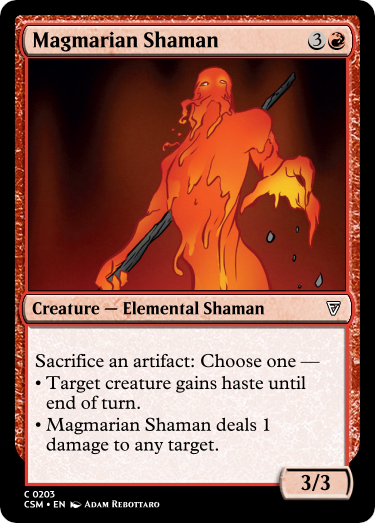 Magmarian Shaman 3
Creature — Elemental Shaman
Sacrifice an artifact: Choose one —
• Target creature gains haste until
end of turn.
• Magmarian Shaman deals 1
damage to any target.
3/3
C 0203
CSM • EN Adam Rebottaro